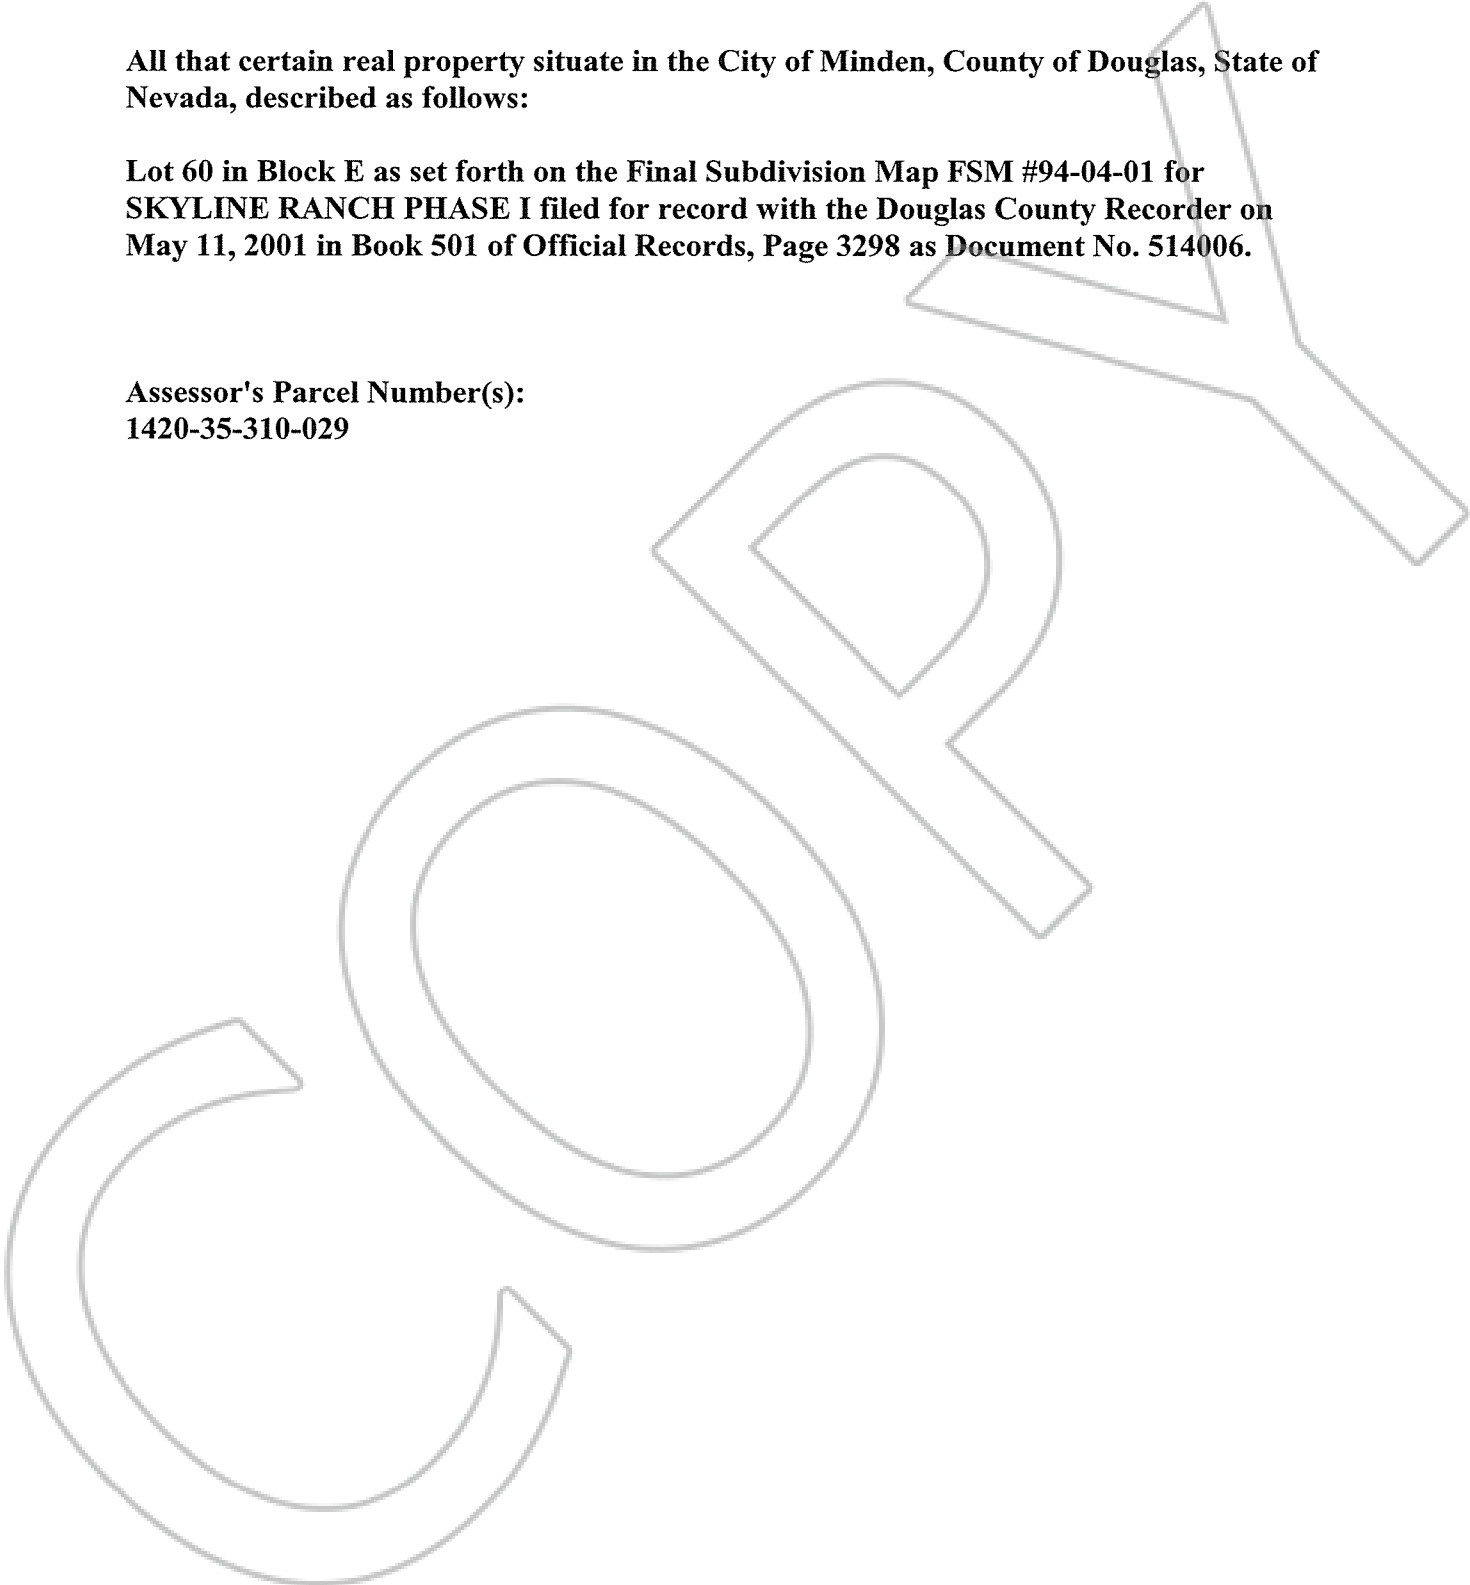 All that certain real property situate in the City of Minden, County of Douglas, State of
Nevada, described as follows:
Lot 60 in Block E as set forth on the Final Subdivision Map FSM #94-04-01 for
SKYLINE RANCH PHASE I filed for record with the Douglas County Recorder on
May 11, 2001 in Book 501 of Official Records, Page 3298 as Document No. 514006.
Assessor's Parcel Number(s):
1420-35-310-029
COPY